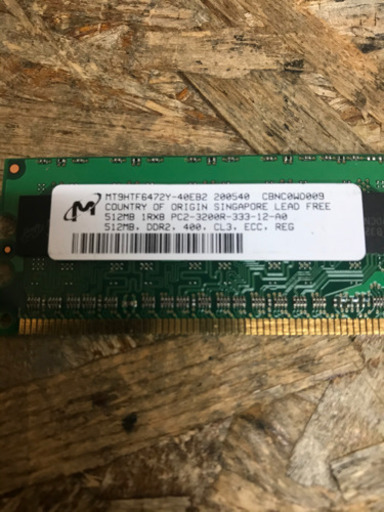 MT9HTF6472Y-40EB2 200540 CBNC0WD009
COUNTRY OF ORIGIN SINGAPORE LEAD FREE
512MB 1RX8 PC2-3200R-333-12-A0
512MB, DDR2, 400, CL3, ECC, REG